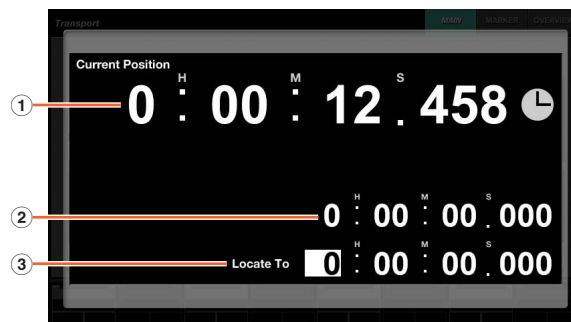 Transport MAIN MARKER OVERVIEW
Current Position
H M S
① 0 : 00 : 12 . 458
H M S
② 0 : 00 : 00 . 000
H M S
③ Locate To 0 : 00 : 00 . 000